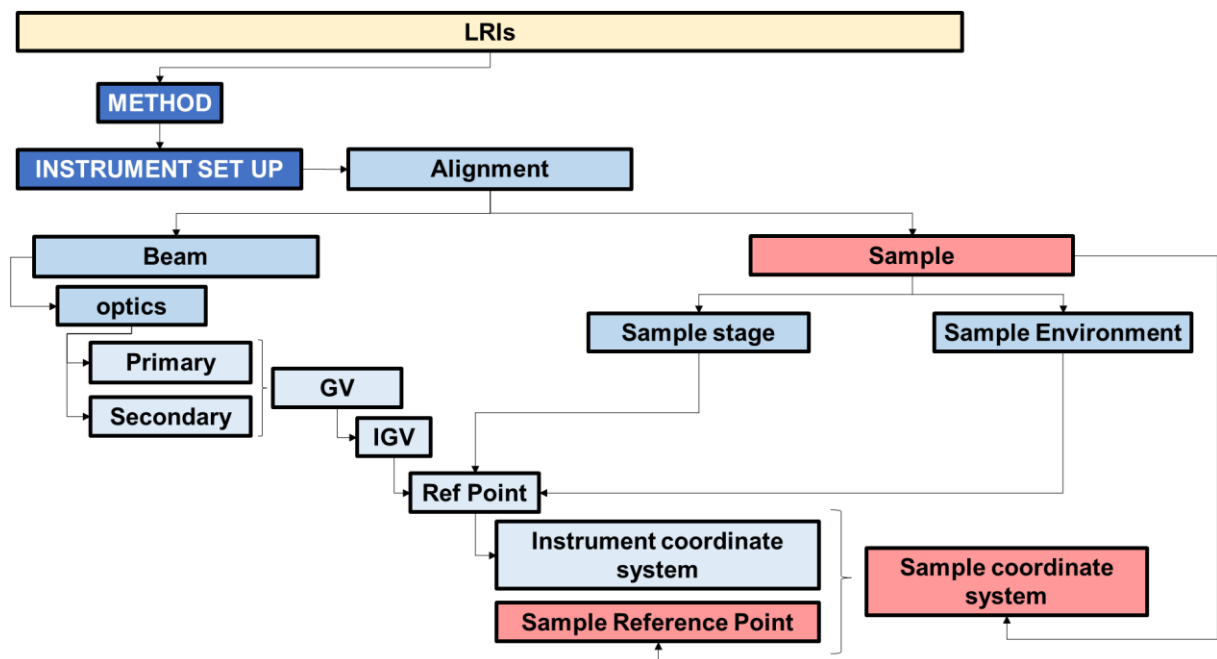 LRIs
METHOD
INSTRUMENT SET UP
Alignment
Beam
Sample
optics
Sample stage
Sample Environment
Primary
GV
Secondary
IGV
Ref Point
Instrument coordinate
system
Sample coordinate
system
Sample Reference Point